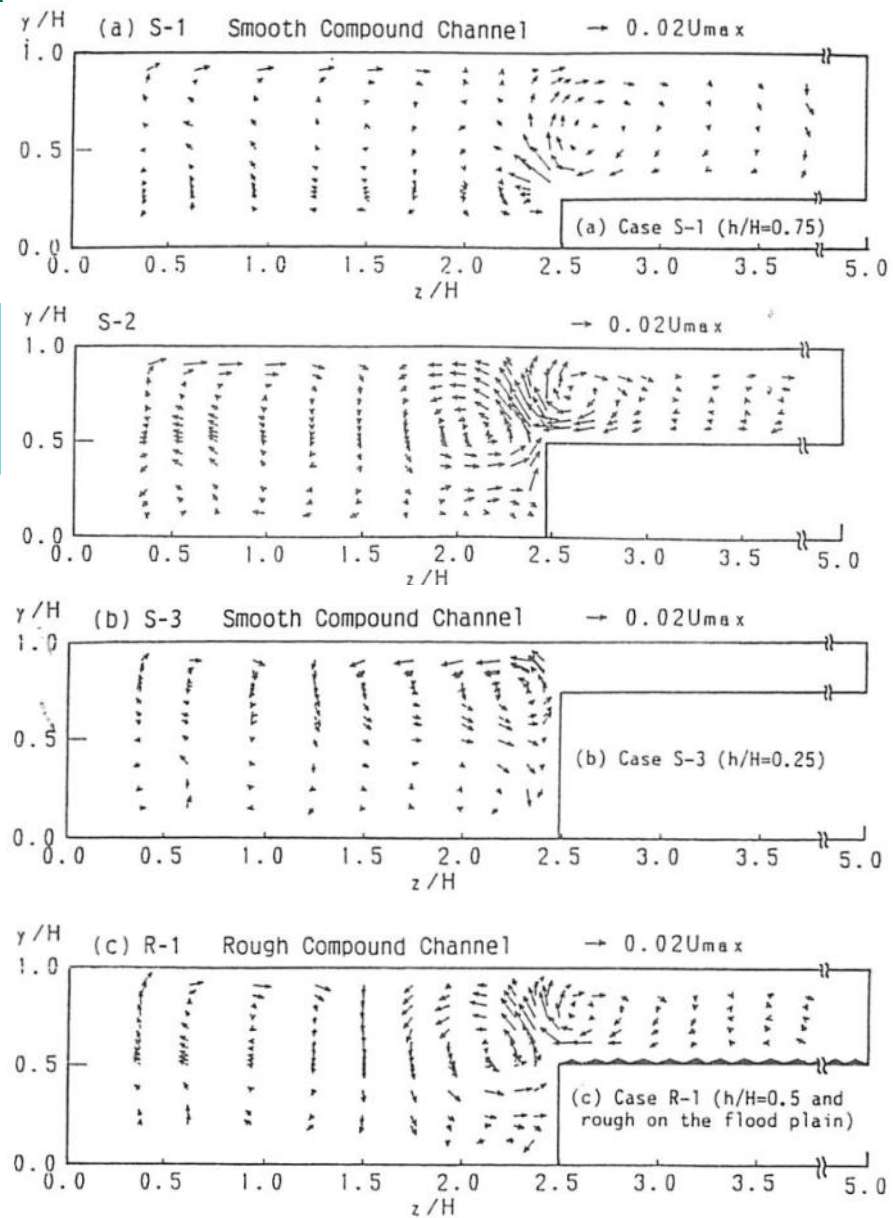 y/H (a) S-1 Smooth Compound Channel → 0.02Umax
1.0
0.5
0.0
(a) Case S-1 (h/H=0.75)
0.0 0.5 1.0 1.5 2.0 2.5 3.0 3.5 5.0
z/H
y/H S-2 → 0.02Umax
1.0
0.5
0.0
0.0 0.5 1.0 1.5 2.0 2.5 3.0 3.5 5.0
z/H
y/H (b) S-3 Smooth Compound Channel → 0.02Umax
1.0
0.5
(b) Case S-3 (h/H=0.25)
0.0
0.0 0.5 1.0 1.5 2.0 2.5 3.0 3.5 5.0
z/H
y/H (c) R-1 Rough Compound Channel → 0.02Umax
1.0
0.5
(c) Case R-1 (h/H=0.5 and
rough on the flood plain)
0.0
0.0 0.5 1.0 1.5 2.0 2.5 3.0 3.5 5.0
z/H